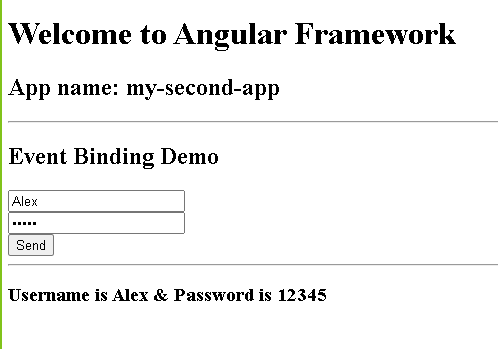 Welcome to Angular Framework
App name: my-second-app
Event Binding Demo
Alex
•••••
Send
Username is Alex & Password is 12345